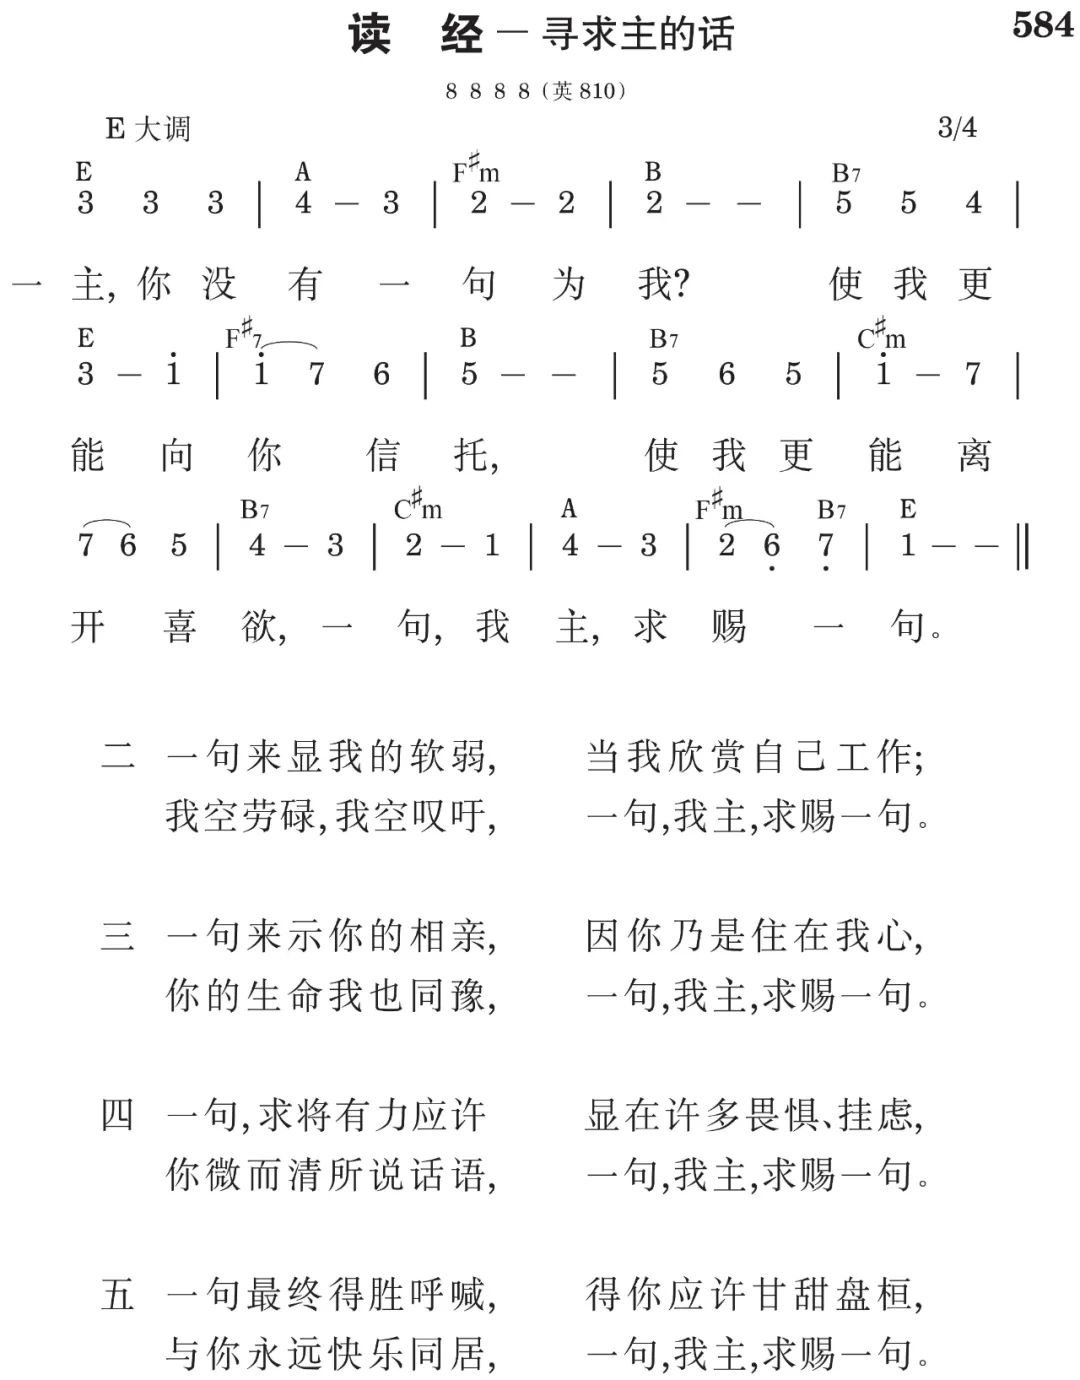 读 经 — 寻求主的话 584
8 8 8 8（英 810）
E 大调 3/4
E A F♯m B B7
3 3 3 | 4 – 3 | 2 – 2 | 2 – – | 5 5 4 |
一 主, 你 没 有 一 句 为 我? 使 我 更
E F♯7 B B7 C♯m
3 – i | i 7 6 | 5 – – | 5 6 5 | i – 7 |
能 向 你 信 托, 使 我 更 能 离
B7 C♯m A F♯m B7 E
7 6 5 | 4 – 3 | 2 – 1 | 4 – 3 | 2 6̣ 7̣ | 1 – – ‖
开 喜 欲, 一 句, 我 主, 求 赐 一 句。
二 一句来显我的软弱, 当我欣赏自己工作;
我空劳碌,我空叹吁, 一句,我主,求赐一句。
三 一句来示你的相亲, 因你乃是住在我心,
你的生命我也同豫, 一句,我主,求赐一句。
四 一句,求将有力应许 显在许多畏惧、挂虑,
你微而清所说话语, 一句,我主,求赐一句。
五 一句最终得胜呼喊, 得你应许甘甜盘桓,
与你永远快乐同居, 一句,我主,求赐一句。